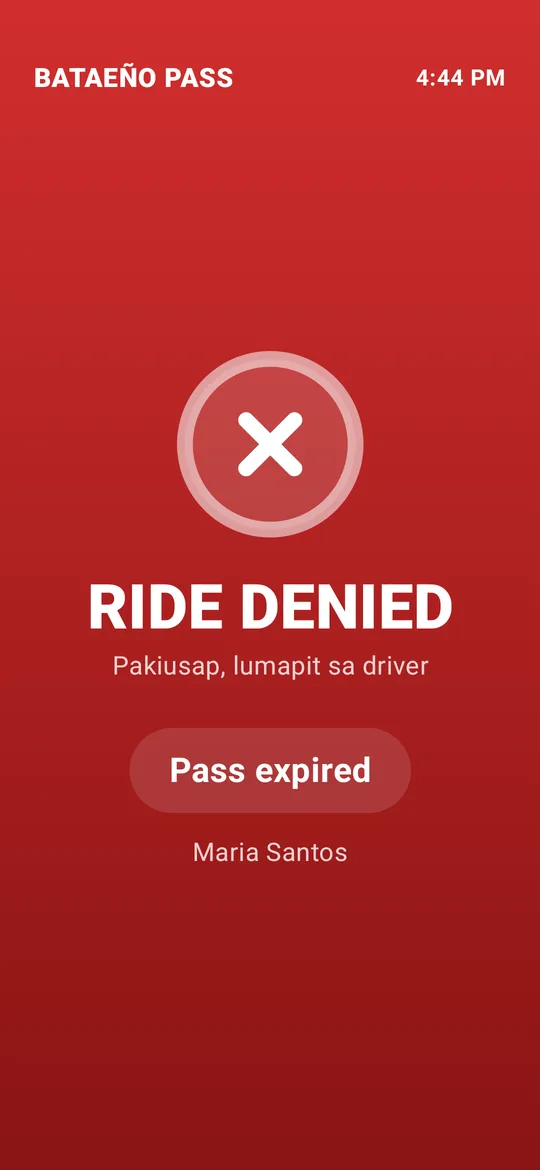 BATAEÑO PASS
4:44 PM
RIDE DENIED
Pakiusap, lumapit sa driver
Pass expired
Maria Santos